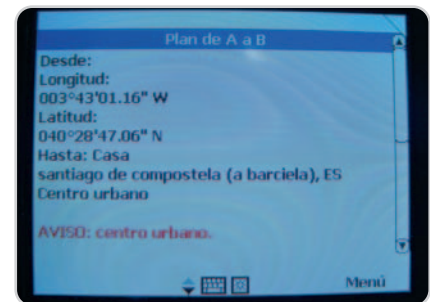 Plan de A a B
Desde:
Longitud:
003°43'01.16" W
Latitud:
040°28'47.06" N
Hasta: Casa
santiago de compostela (a barciela), ES
Centro urbano
AVISO: centro urbano.
Menú